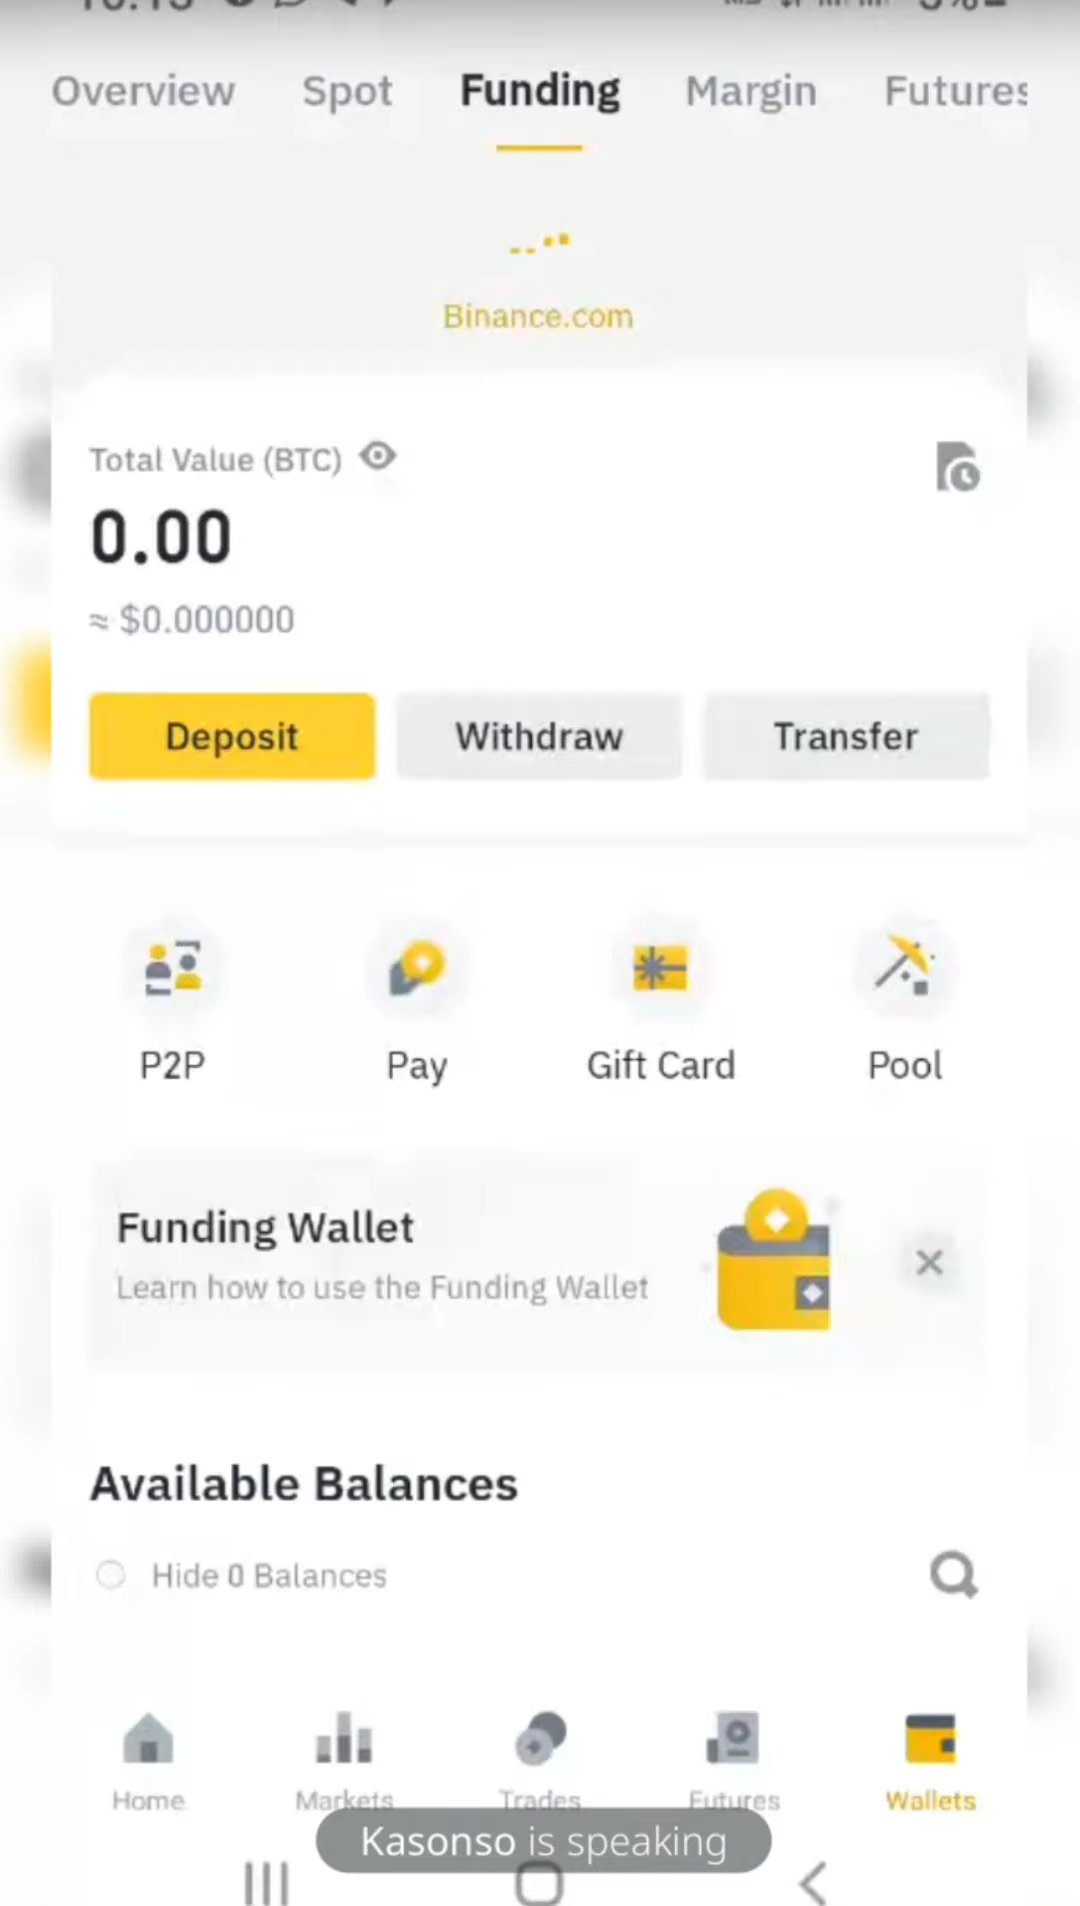 Overview Spot Funding Margin Futures
Binance.com
Total Value (BTC)
0.00
≈ $0.000000
Deposit Withdraw Transfer
P2P Pay Gift Card Pool
Funding Wallet
Learn how to use the Funding Wallet
Available Balances
Hide 0 Balances
Home Markets Trades Futures Wallets
Kasonso is speaking